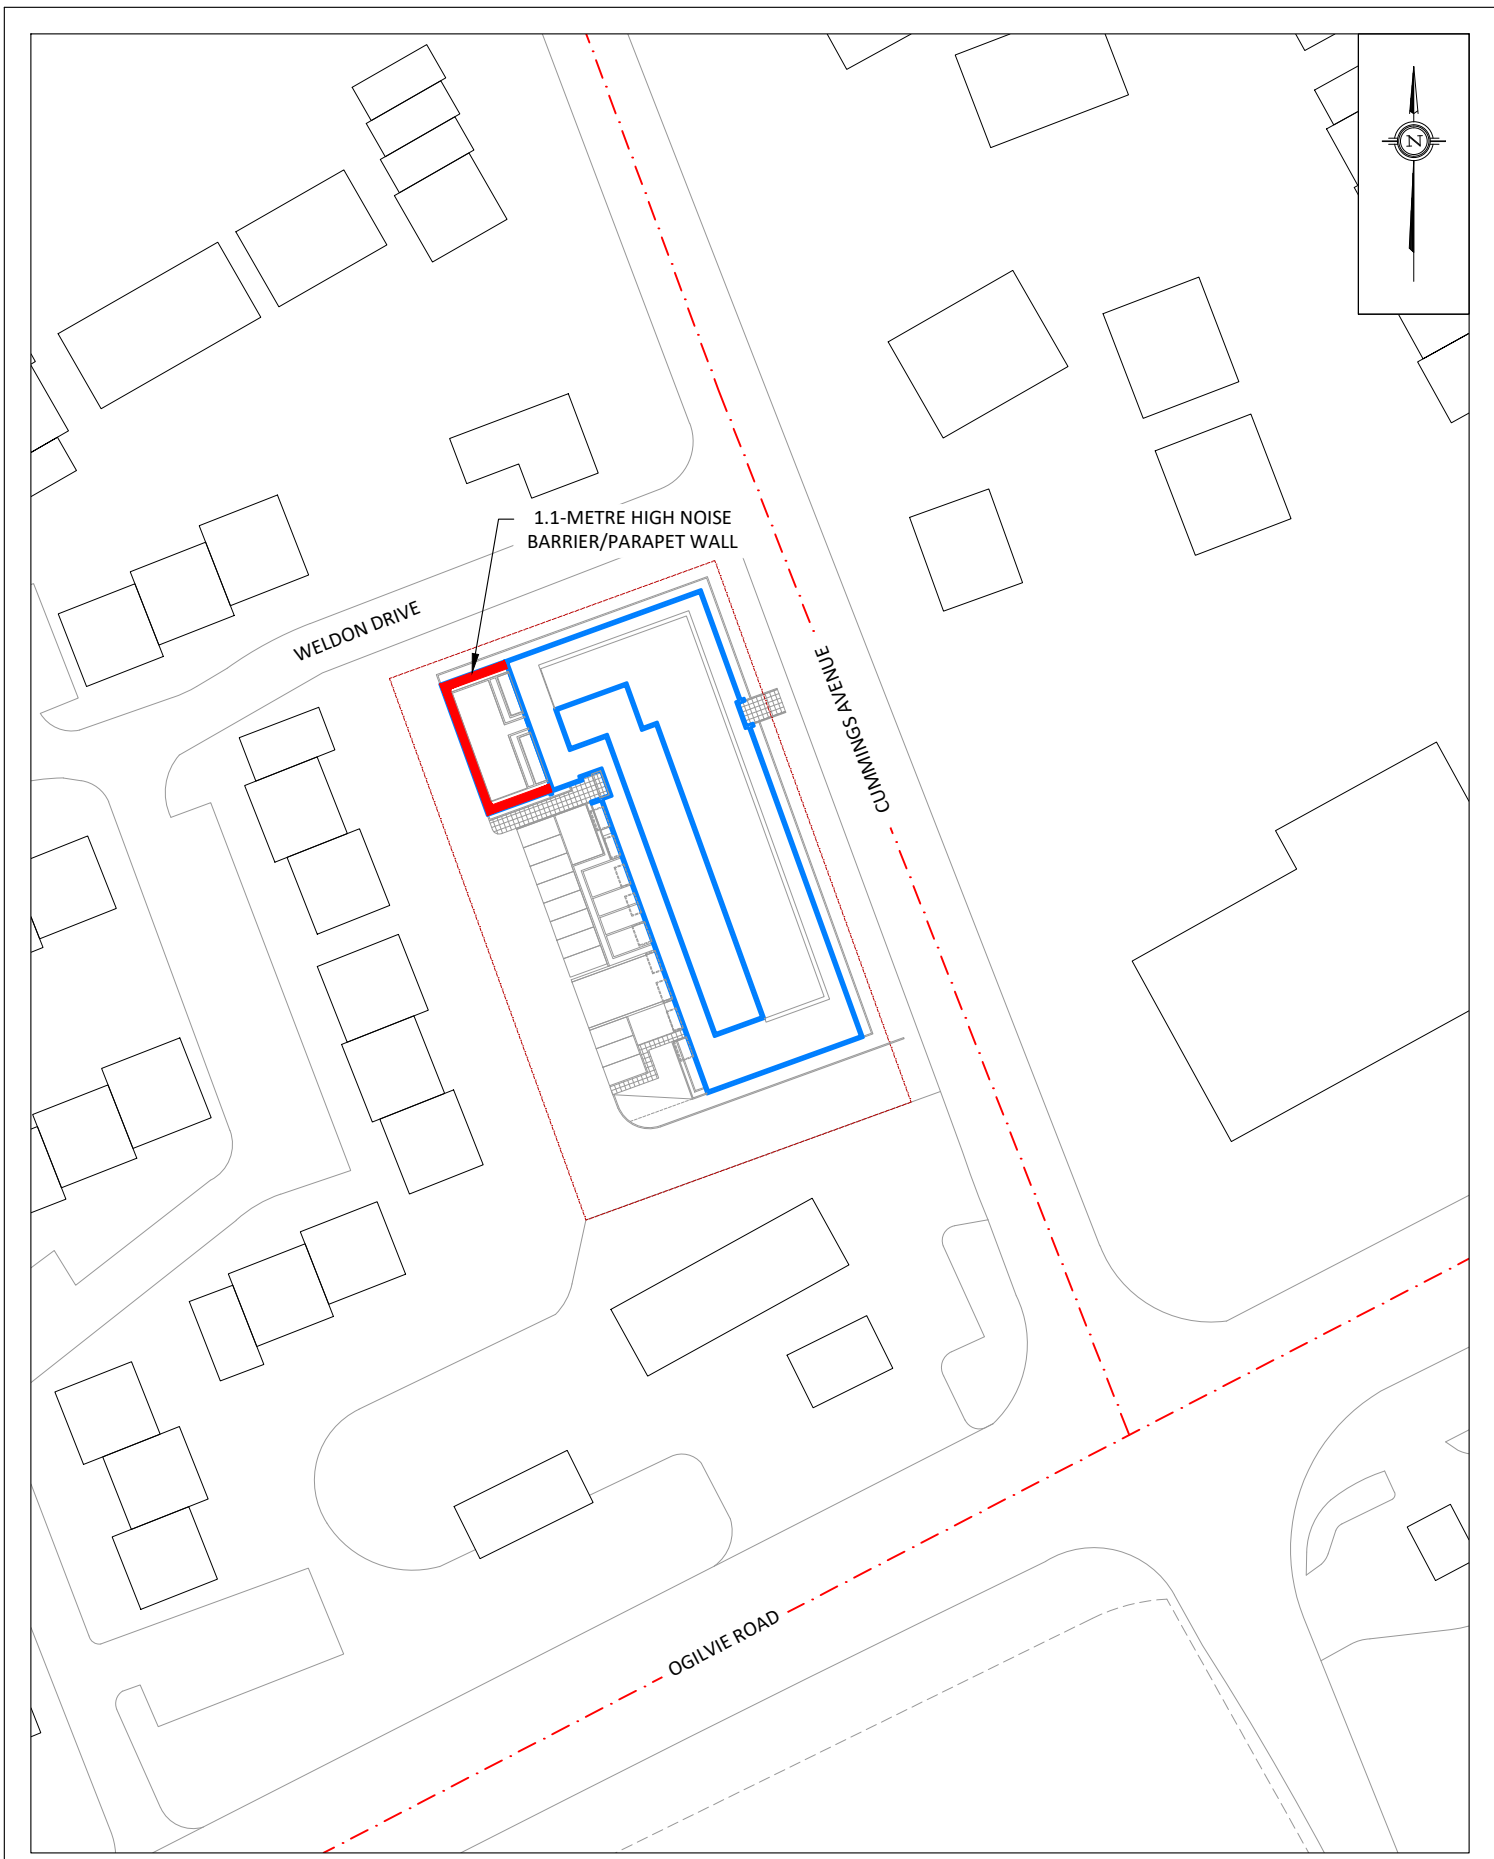 N
1.1-METRE HIGH NOISE
BARRIER/PARAPET WALL
WELDON DRIVE
CUMMINGS AVENUE
OGILVIE ROAD